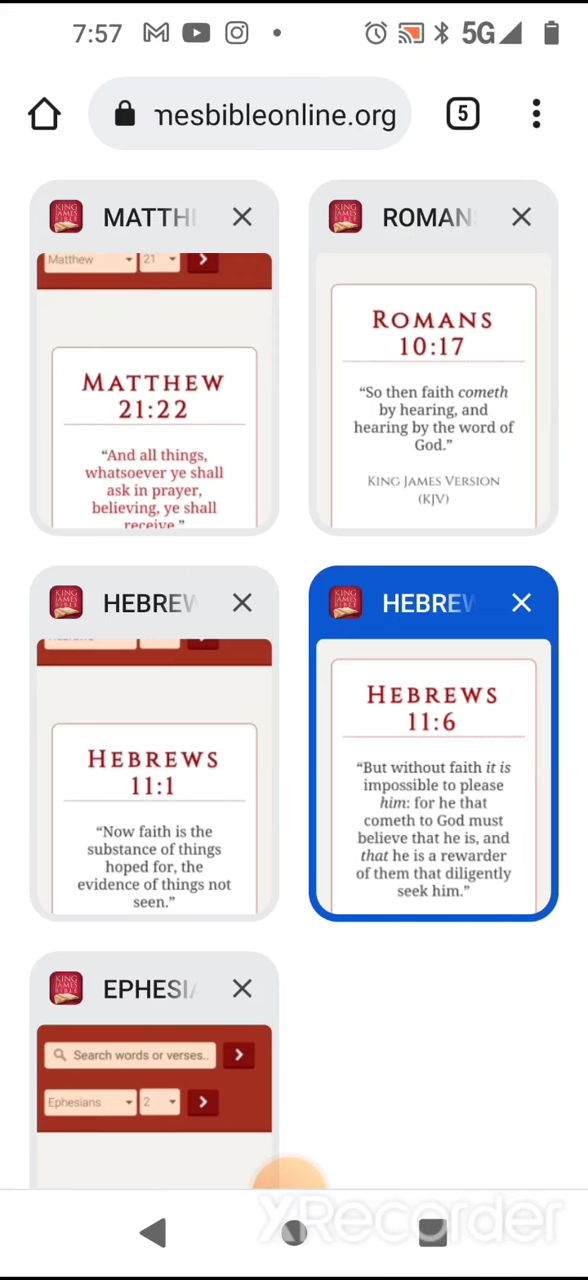 7:57
5G
mesbibleonline.org
5
MATTH
Matthew
21
MATTHEW
21:22
“And all things,
whatsoever ye shall
ask in prayer,
believing, ye shall
receive.”
ROMAN
ROMANS
10:17
“So then faith cometh
by hearing, and
hearing by the word of
God.”
KING JAMES VERSION
(KJV)
HEBREW
HEBREWS
11:1
“Now faith is the
substance of things
hoped for, the
evidence of things not
seen.”
HEBREW
HEBREWS
11:6
“But without faith it is
impossible to please
him: for he that
cometh to God must
believe that he is, and
that he is a rewarder
of them that diligently
seek him.”
EPHESIA
Search words or verses..
Ephesians
2
XRecorder